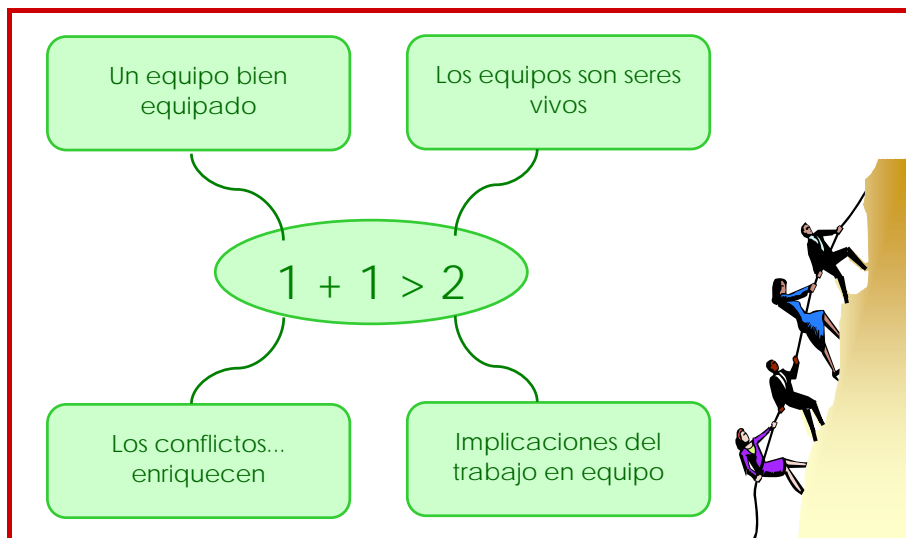 Un equipo bien
equipado
Los equipos son seres
vivos
1 + 1 > 2
Los conflictos...
enriquecen
Implicaciones del
trabajo en equipo